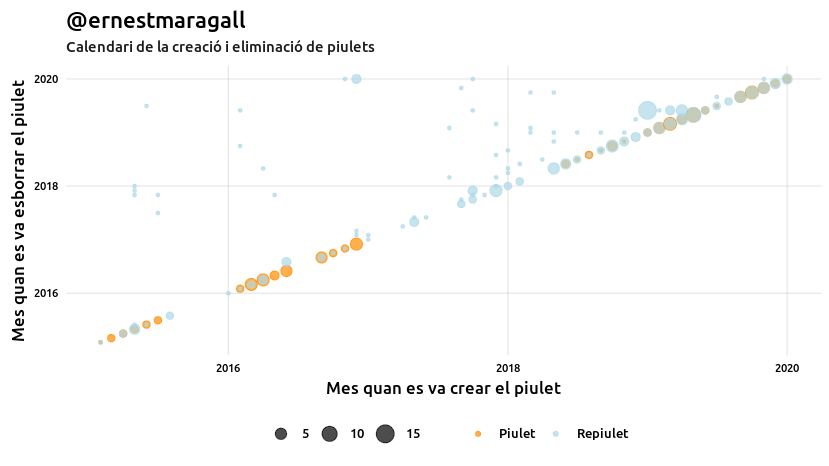 @ernestmaragall
Calendari de la creació i eliminació de piulets
Mes quan es va esborrar el piulet
2020
2018
2016
2016 2018 2020
Mes quan es va crear el piulet
5 10 15 Piulet Repiulet